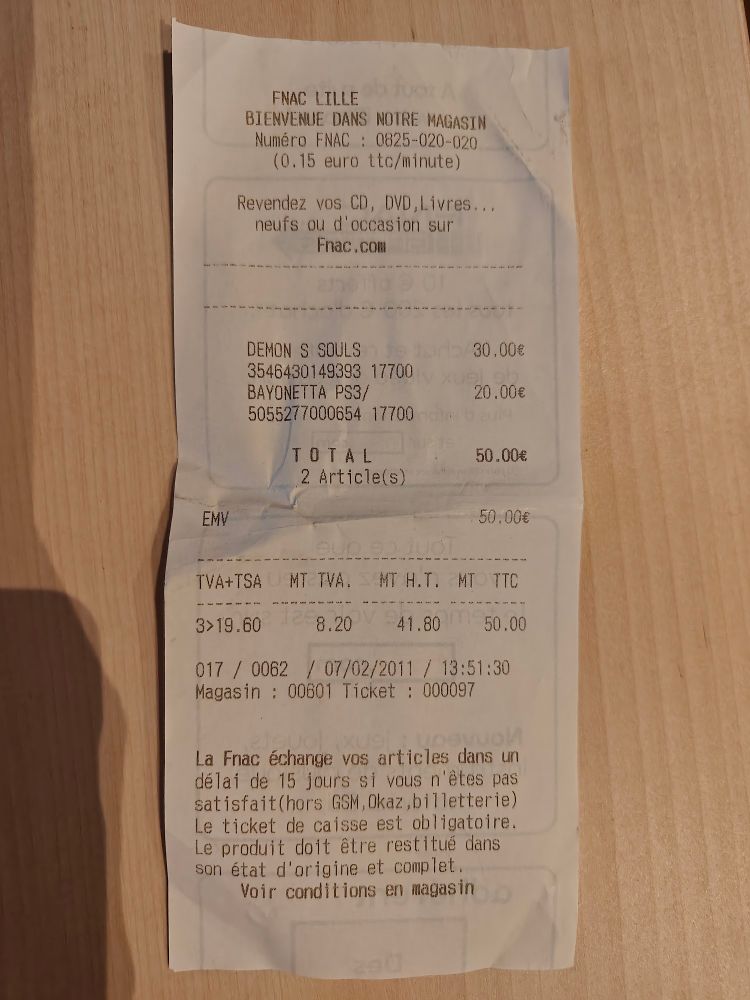 FNAC LILLE
BIENVENUE DANS NOTRE MAGASIN
Numéro FNAC : 0825-020-020
(0.15 euro ttc/minute)
Revendez vos CD, DVD,Livres...
neufs ou d'occasion sur
Fnac.com
DEMON S SOULS 30.00€
3546430149393 17700
BAYONETTA PS3/ 20.00€
5055277000654 17700
T O T A L 50.00€
2 Article(s)
EMV 50.00€
TVA+TSA MT TVA. MT H.T. MT TTC
3>19.60 8.20 41.80 50.00
017 / 0062 / 07/02/2011 / 13:51:30
Magasin : 00601 Ticket : 000097
La Fnac échange vos articles dans un
délai de 15 jours si vous n'êtes pas
satisfait(hors GSM,Okaz,billetterie)
Le ticket de caisse est obligatoire.
Le produit doit être restitué dans
son état d'origine et complet.
Voir conditions en magasin